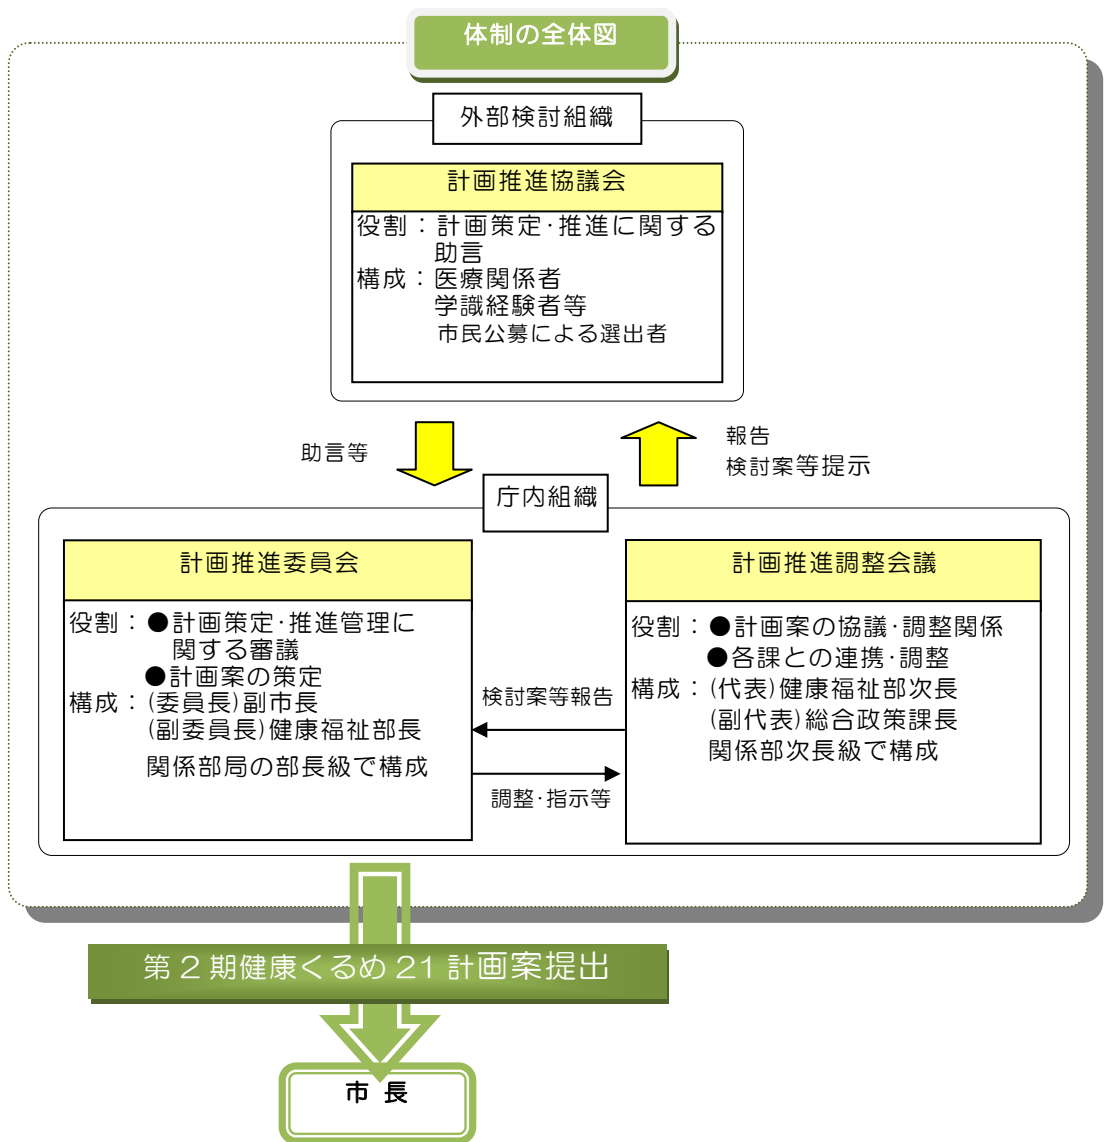 体制の全体図
外部検討組織
計画推進協議会
役割：計画策定･推進に関する
助言
構成：医療関係者
学識経験者等
市民公募による選出者
助言等
報告
検討案等提示
庁内組織
計画推進委員会
役割：●計画策定･推進管理に
関する審議
●計画案の策定
構成：(委員長)副市長
(副委員長)健康福祉部長
関係部局の部長級で構成
検討案等報告
調整･指示等
計画推進調整会議
役割：●計画案の協議･調整関係
●各課との連携･調整
構成：(代表)健康福祉部次長
(副代表)総合政策課長
関係部次長級で構成
第２期健康くるめ21計画案提出
市 長